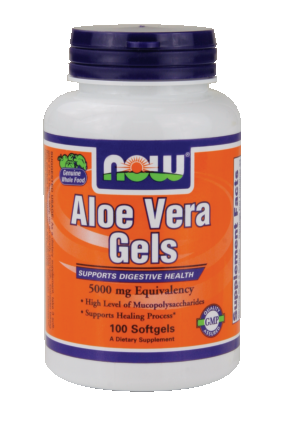 Genuine
Whole Food
NOW
Aloe Vera
Gels
SUPPORTS DIGESTIVE HEALTH
5000 mg Equivalency
• High Level of Mucopolysaccharides
• Supports Healing Process*
100 Softgels
A Dietary Supplement
GMP
Supplement Facts